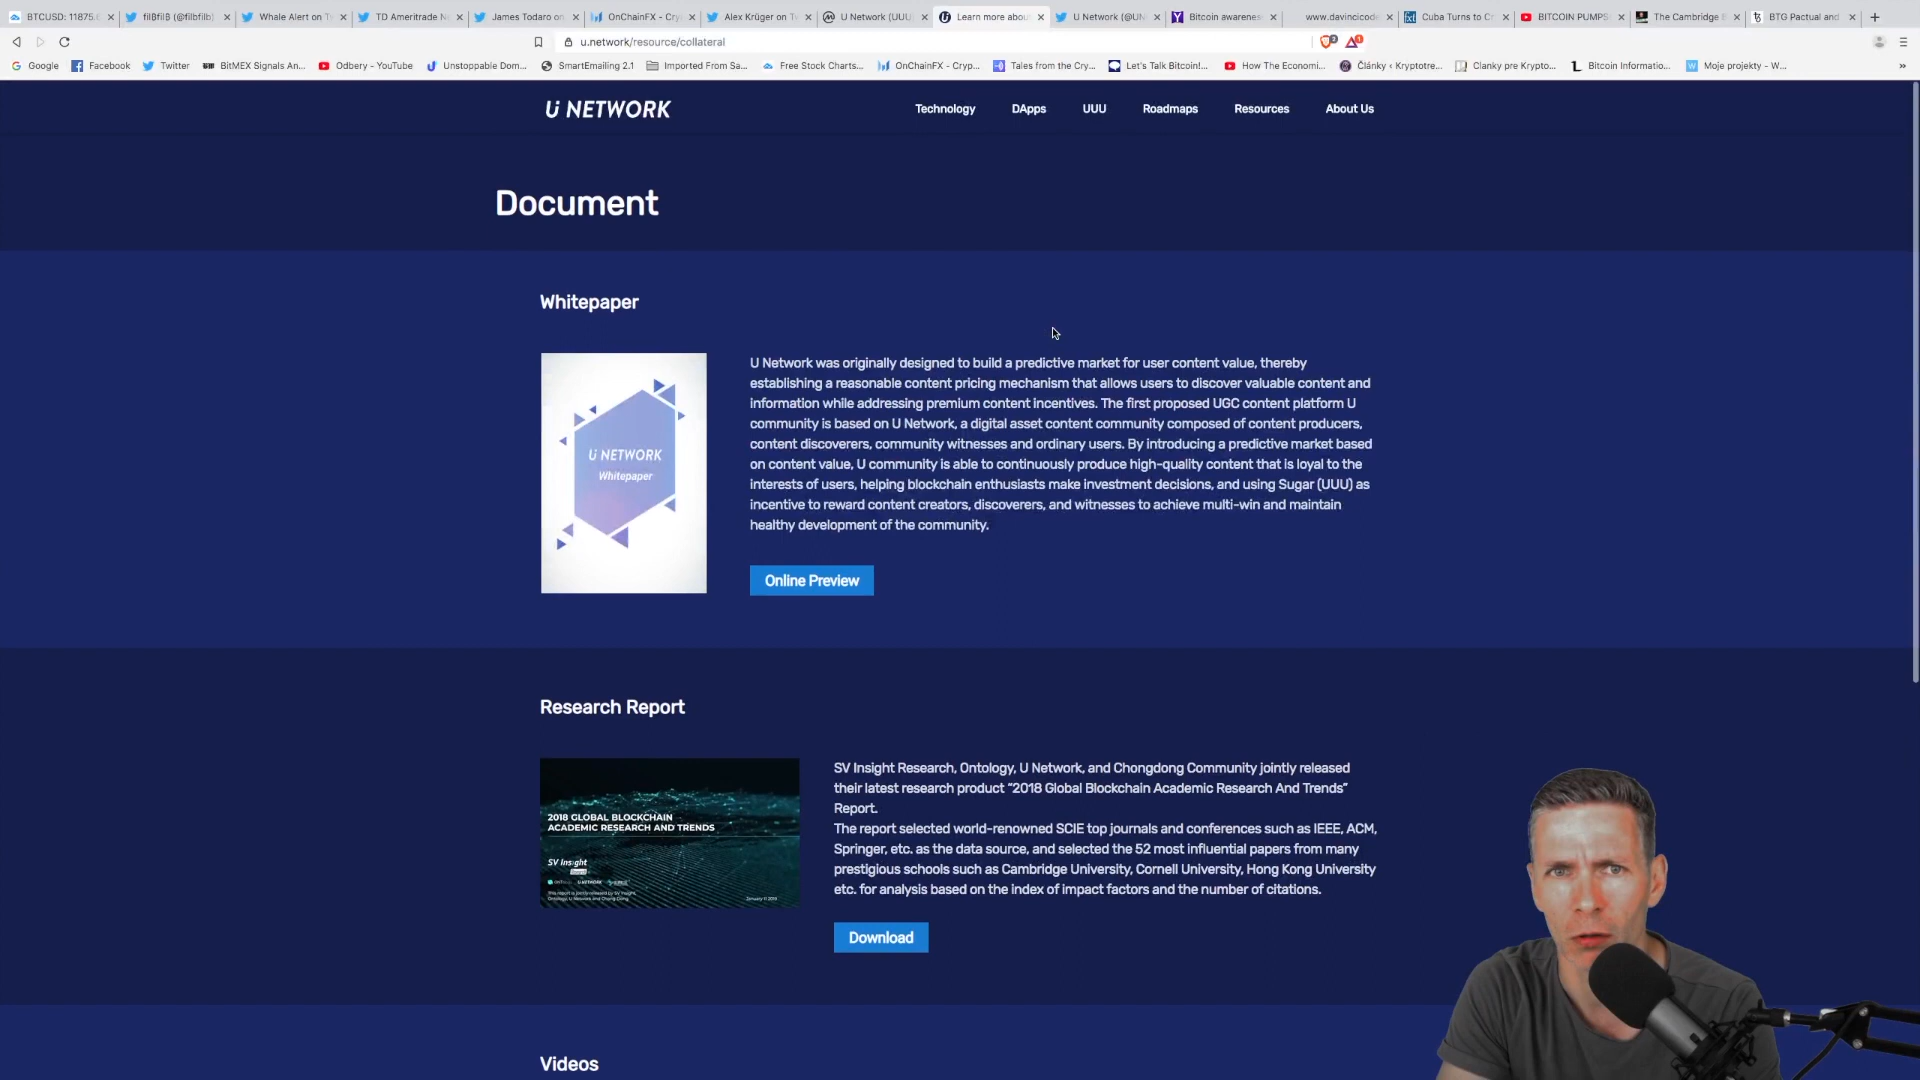 BTCUSD: 11875.
filBfilB (@filbfilb)
Whale Alert on T
TD Ameritrade N
James Todaro on
OnChainFX - Cry
Alex Krüger on T
U Network (UUU
Learn more abou
U Network (@UN
Bitcoin awarenes
www.davincicod
Cuba Turns to Cr
BITCOIN PUMPS
The Cambridge B
BTG Pactual and
u.network/resource/collateral
Google
Facebook
Twitter
BitMEX Signals An...
Odbery - YouTube
Unstoppable Dom...
SmartEmailing 2.1
Imported From Sa...
Free Stock Charts...
OnChainFX - Cryp...
Tales from the Cry...
Let's Talk Bitcoin!...
How The Economi...
Články ‹ Kryptotre...
Clanky pre Krypto...
Bitcoin Informatio...
Moje projekty - W...
U NETWORK
Technology
DApps
UUU
Roadmaps
Resources
About Us
Document
Whitepaper
U NETWORK
Whitepaper
U Network was originally designed to build a predictive market for user content value, thereby
establishing a reasonable content pricing mechanism that allows users to discover valuable content and
information while addressing premium content incentives. The first proposed UGC content platform U
community is based on U Network, a digital asset content community composed of content producers,
content discoverers, community witnesses and ordinary users. By introducing a predictive market based
on content value, U community is able to continuously produce high-quality content that is loyal to the
interests of users, helping blockchain enthusiasts make investment decisions, and using Sugar (UUU) as
incentive to reward content creators, discoverers, and witnesses to achieve multi-win and maintain
healthy development of the community.
Online Preview
Research Report
2018 GLOBAL BLOCKCHAIN
ACADEMIC RESEARCH AND TRENDS
SV Insight
SV Insight Research, Ontology, U Network, and Chongdong Community jointly released
their latest research product “2018 Global Blockchain Academic Research And Trends”
Report.
The report selected world-renowned SCIE top journals and conferences such as IEEE, ACM,
Springer, etc. as the data source, and selected the 52 most influential papers from many
prestigious schools such as Cambridge University, Cornell University, Hong Kong University
etc. for analysis based on the index of impact factors and the number of citations.
Download
Videos